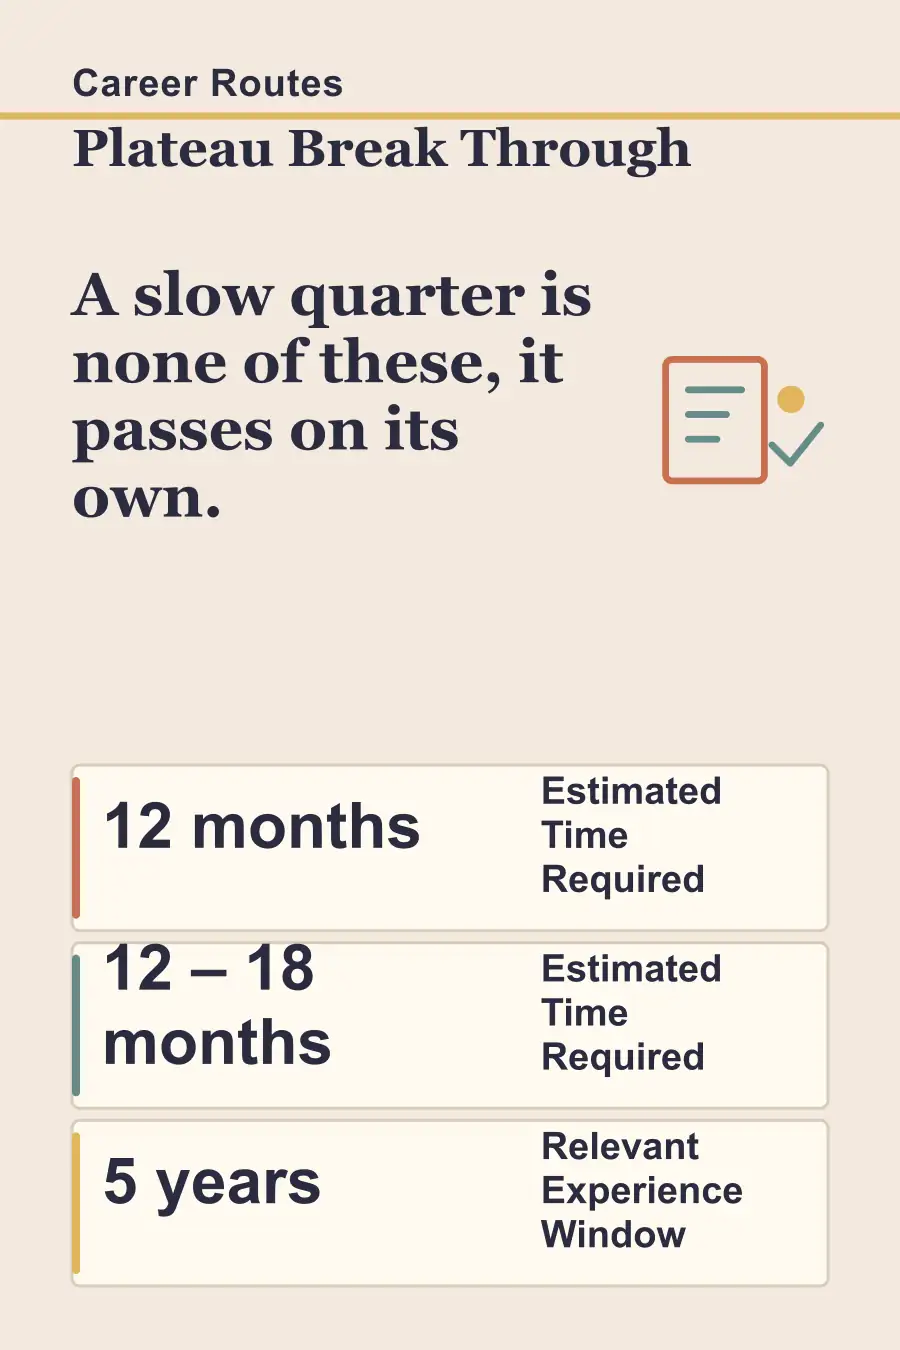 Career Routes
Plateau Break Through
A slow quarter is
none of these, it
passes on its
own.
12 months
Estimated
Time
Required
12 – 18
months
Estimated
Time
Required
5 years
Relevant
Experience
Window